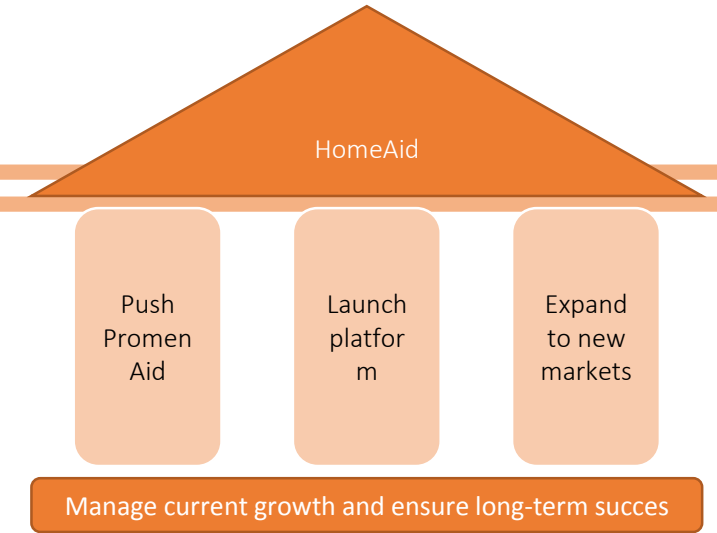 HomeAid
Push
Promen
Aid
Launch
platfor
m
Expand
to new
markets
Manage current growth and ensure long-term succes